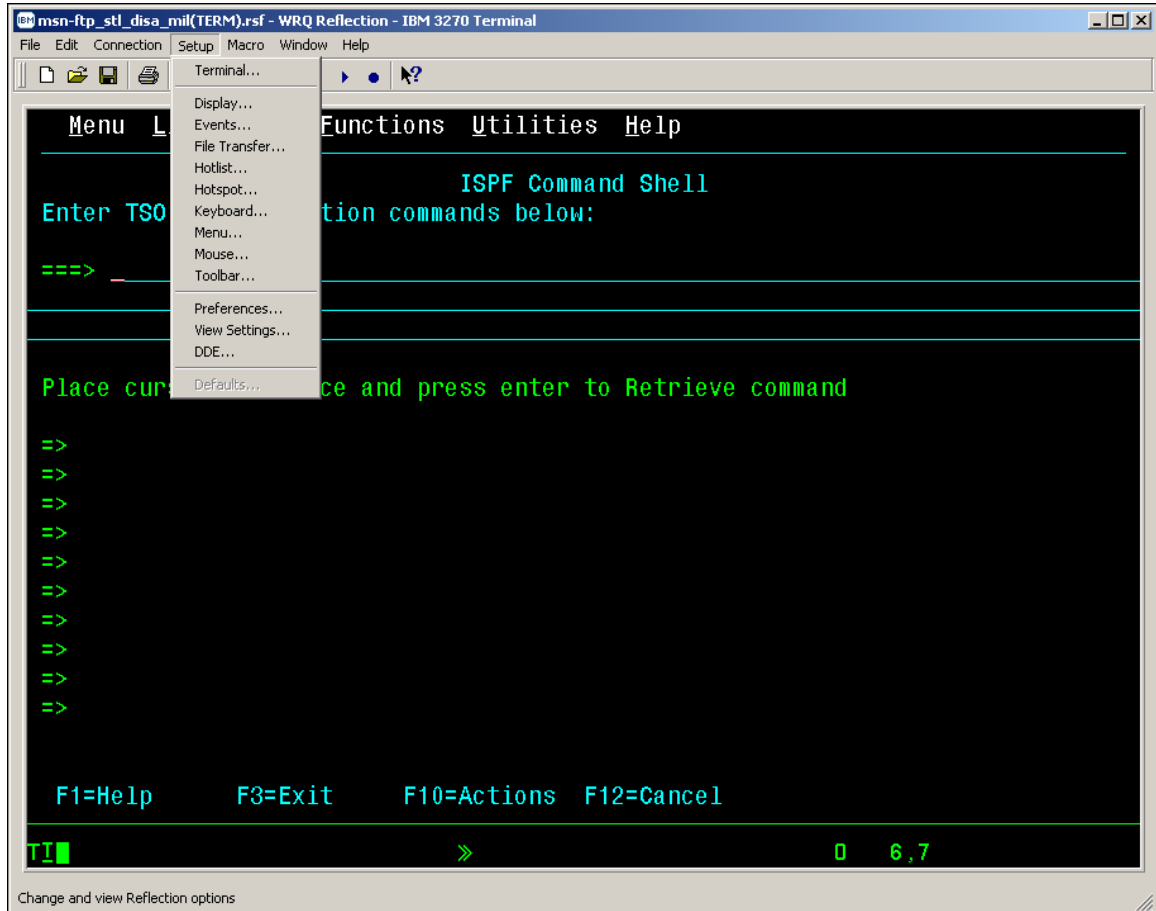 msn-ftp_stl_disa_mil(TERM).rsf - WRQ Reflection - IBM 3270 Terminal
File Edit Connection Setup Macro Window Help
Terminal...
Display...
Events...
File Transfer...
Hotlist...
Hotspot...
Keyboard...
Menu...
Mouse...
Toolbar...
Preferences...
View Settings...
DDE...
Defaults...
Menu L Functions Utilities Help
ISPF Command Shell
Enter TSO tion commands below:
===> _
Place curs ce and press enter to Retrieve command
=>
=>
=>
=>
=>
=>
=>
=>
=>
=>
F1=Help F3=Exit F10=Actions F12=Cancel
TI » 0 6,7
Change and view Reflection options